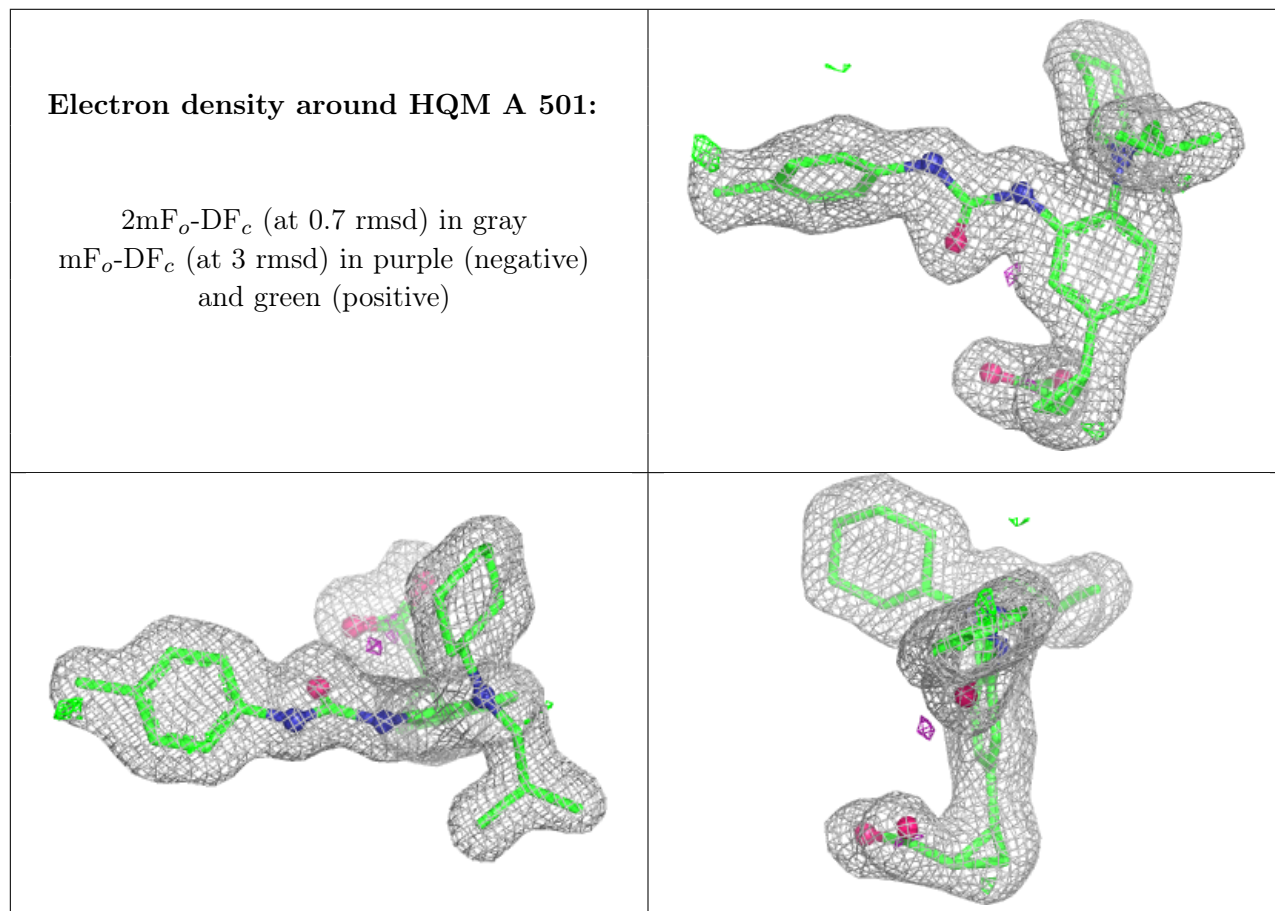 Electron density around HQM A 501:
2mFo-DFc (at 0.7 rmsd) in gray
mFo-DFc (at 3 rmsd) in purple (negative)
and green (positive)